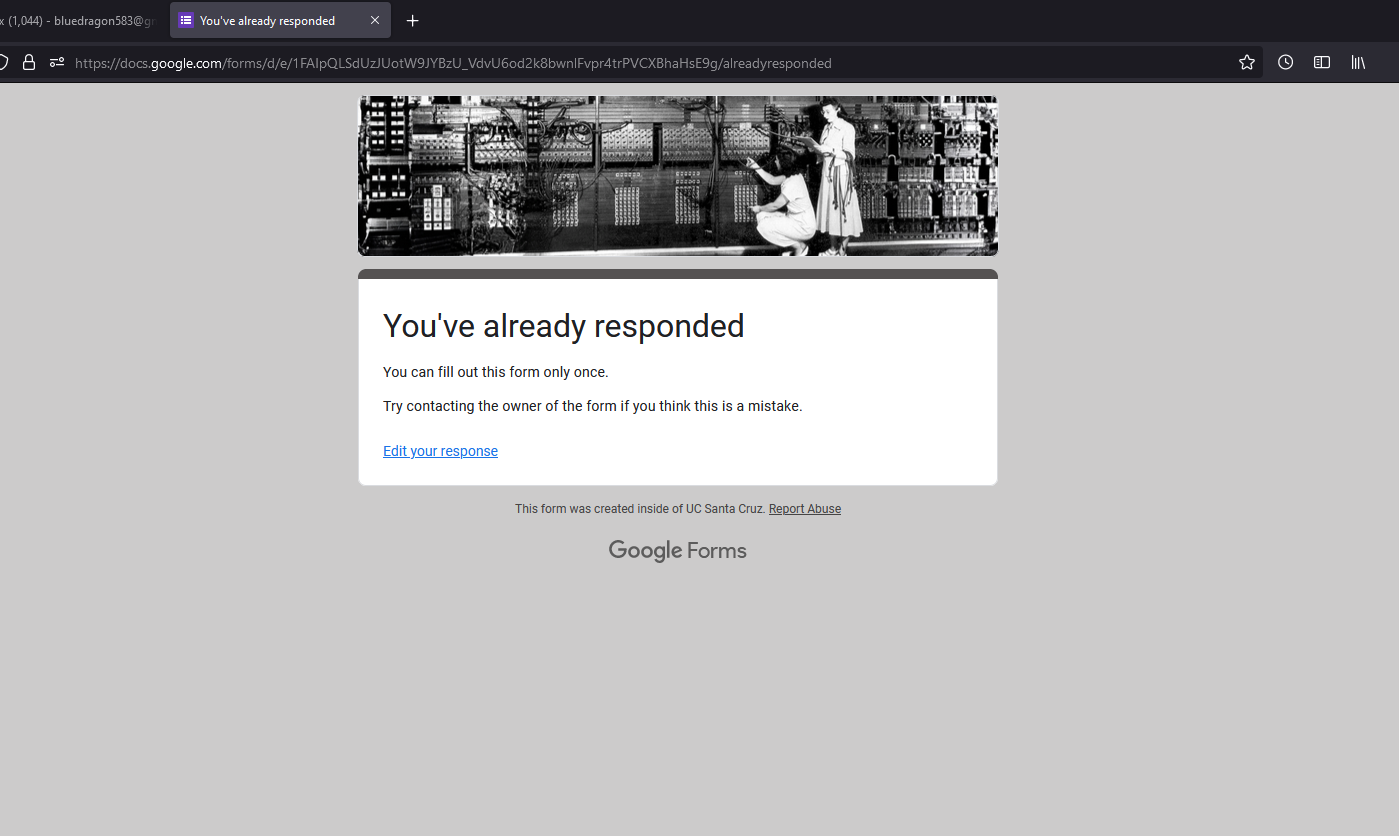 x (1,044) - bluedragon583@g
You've already responded
https://docs.google.com/forms/d/e/1FAIpQLSdUzJUotW9JYBzU_VdvU6od2k8bwnlFvpr4trPVCXBhaHsE9g/alreadyresponded
You've already responded
You can fill out this form only once.
Try contacting the owner of the form if you think this is a mistake.
Edit your response
This form was created inside of UC Santa Cruz. Report Abuse
Google Forms